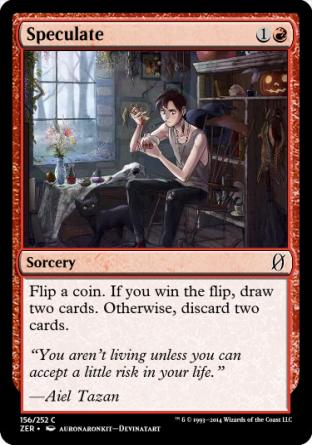 Speculate 1
Sorcery
Flip a coin. If you win the flip, draw
two cards. Otherwise, discard two
cards.
“You aren’t living unless you can
accept a little risk in your life.”
—Aiel Tazan
156/252 C
™ & © 1993–2014 Wizards of the Coast LLC
ZER • AURONARONKIT—DEVINATART